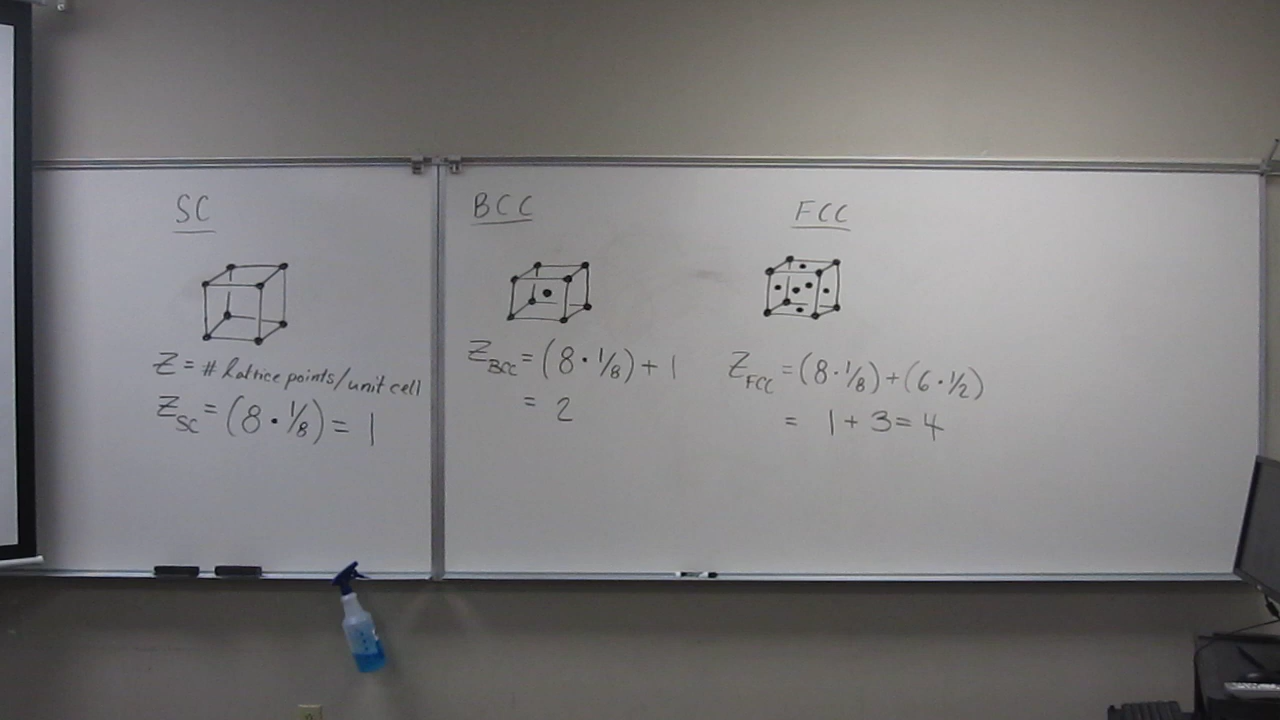 SC
Z = # lattice points/unit cell
Z_SC = (8 · 1/8) = 1
BCC
Z_BCC = (8 · 1/8) + 1
= 2
FCC
Z_FCC = (8 · 1/8) + (6 · 1/2)
= 1 + 3 = 4